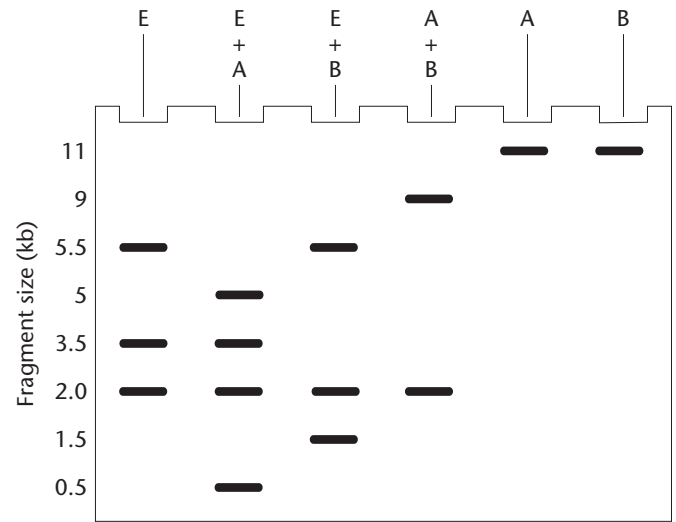 E
E + A
E + B
A + B
A
B
Fragment size (kb)
11
9
5.5
5
3.5
2.0
1.5
0.5